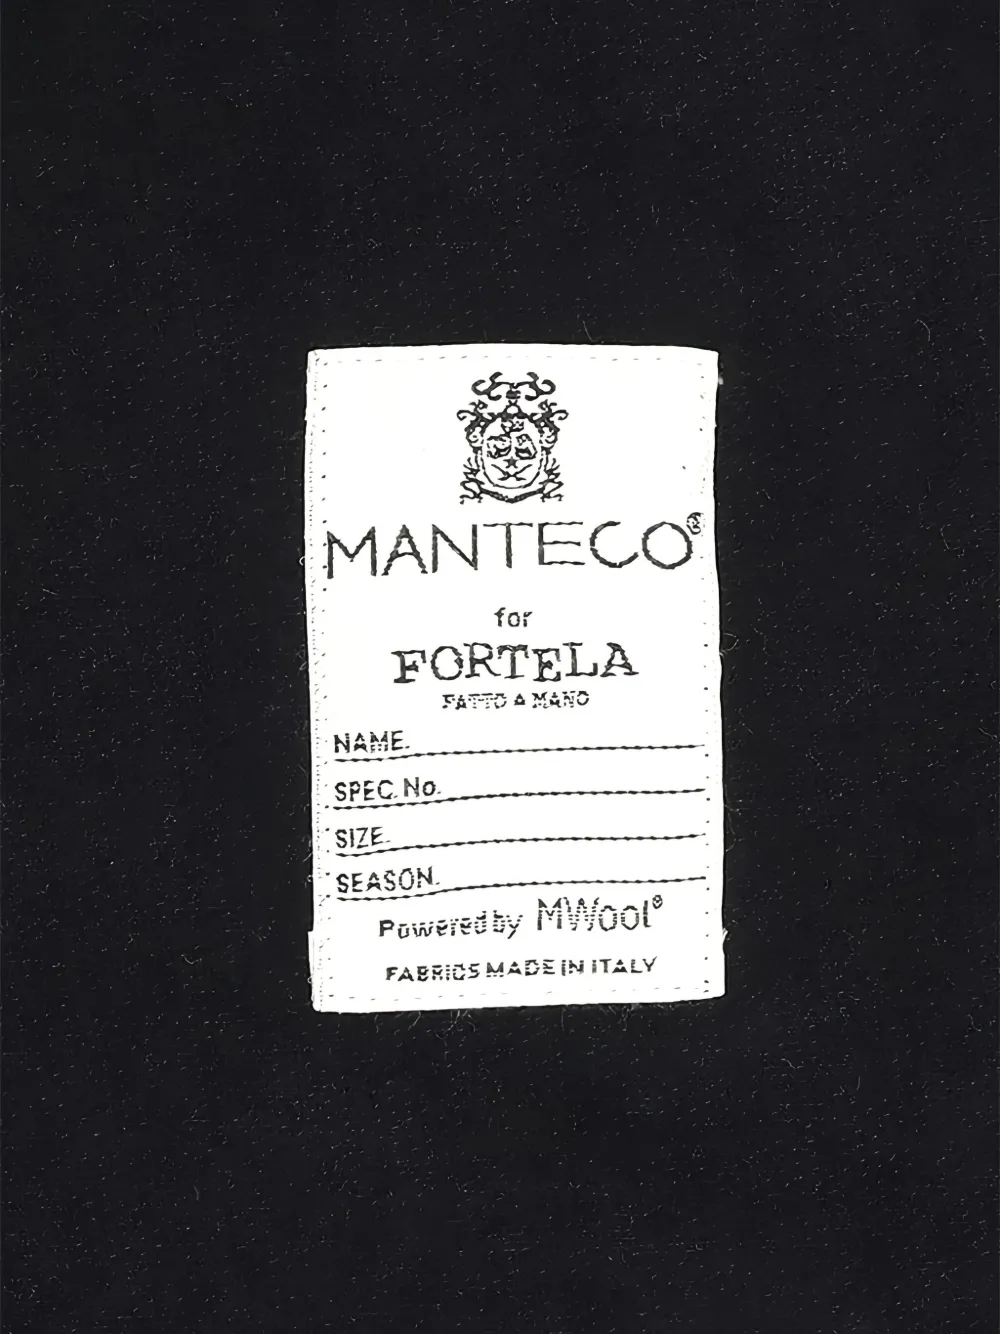 MANTECO®
for
FORTELA
FATTO A MANO
NAME.
SPEC. No.
SIZE.
SEASON.
Powered by MWool®
FABRICS MADE IN ITALY